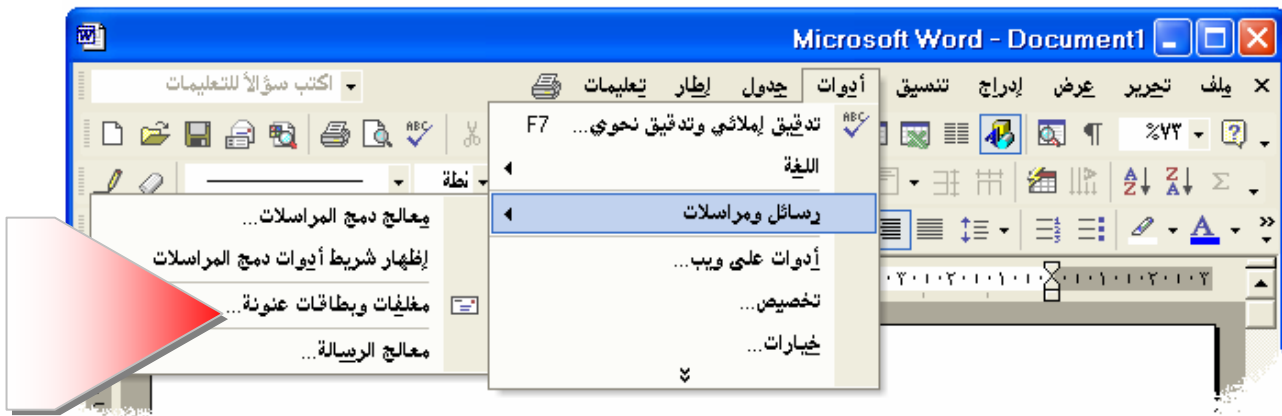 Microsoft Word - Document1
× ملف تحرير عرض إدراج تنسيق أدوات جدول إطار تعليمات اكتب سؤالاً للتعليمات
٧٣%
تدقيق إملائي وتدقيق نحوي... F7
اللغة
نطة
رسائل ومراسلات
أدوات على ويب...
تخصيص...
خيارات...
معالج دمج المراسلات...
إظهار شريط أدوات دمج المراسلات
مغلفات وبطاقات عنونة...
معالج الرسالة...